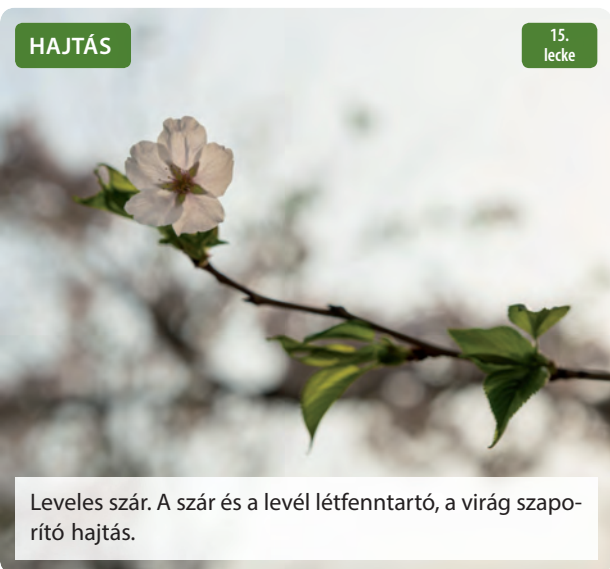 HAJTÁS
15.
lecke
Leveles szár. A szár és a levél létfenntartó, a virág szapo-
rító hajtás.